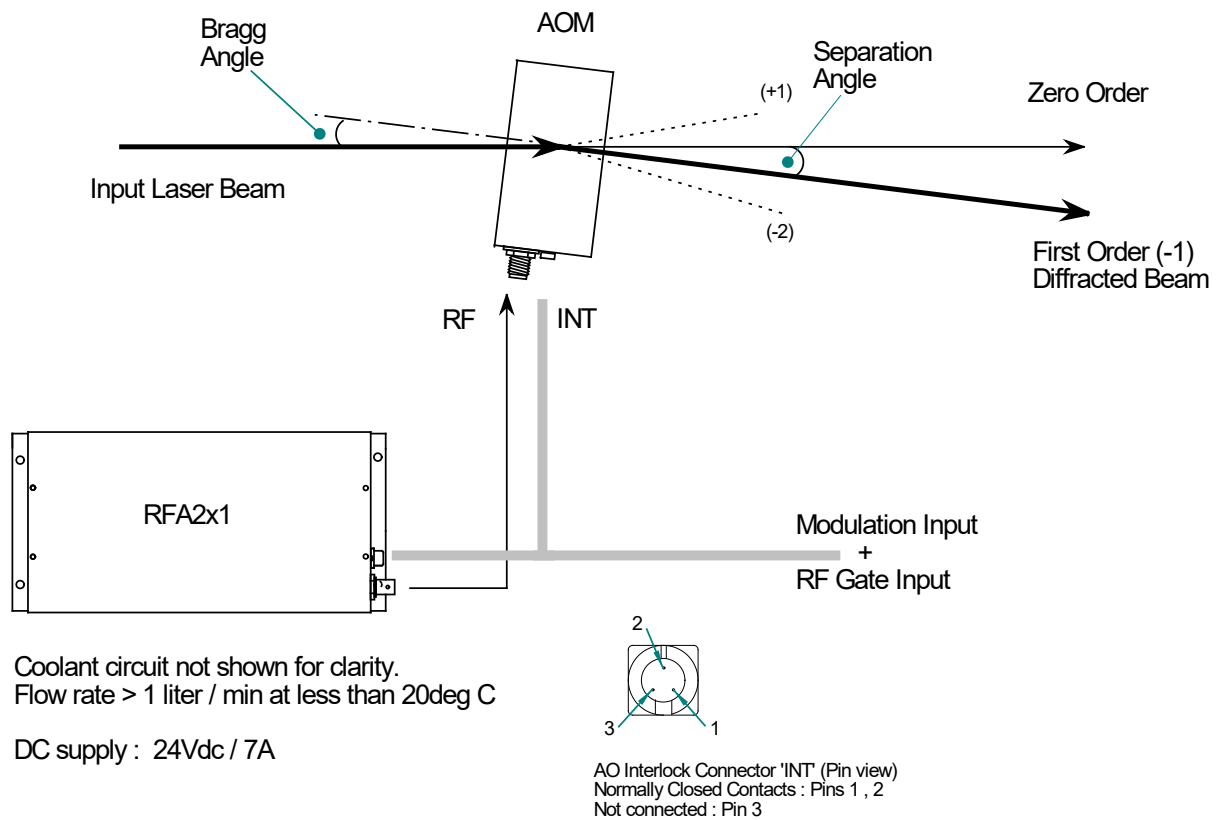 Bragg
Angle
AOM
Separation
Angle
(+1)
Zero Order
Input Laser Beam
(-2)
First Order (-1)
Diffracted Beam
RF
INT
RFA2x1
Modulation Input
+
RF Gate Input
2
3
1
Coolant circuit not shown for clarity.
Flow rate > 1 liter / min at less than 20deg C
DC supply : 24Vdc / 7A
AO Interlock Connector 'INT' (Pin view)
Normally Closed Contacts : Pins 1 , 2
Not connected : Pin 3